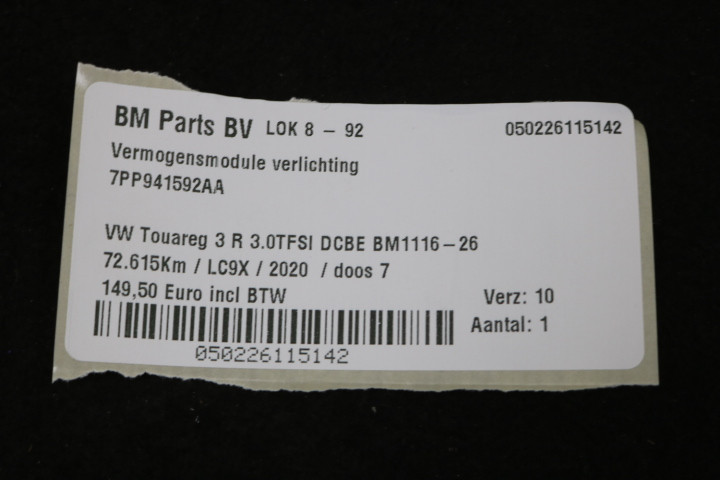 BM Parts BV LOK 8 - 92 050226115142
Vermogensmodule verlichting
7PP941592AA
VW Touareg 3 R 3.0TFSI DCBE BM1116-26
72.615Km / LC9X / 2020 / doos 7
149,50 Euro incl BTW Verz: 10
Aantal: 1
050226115142